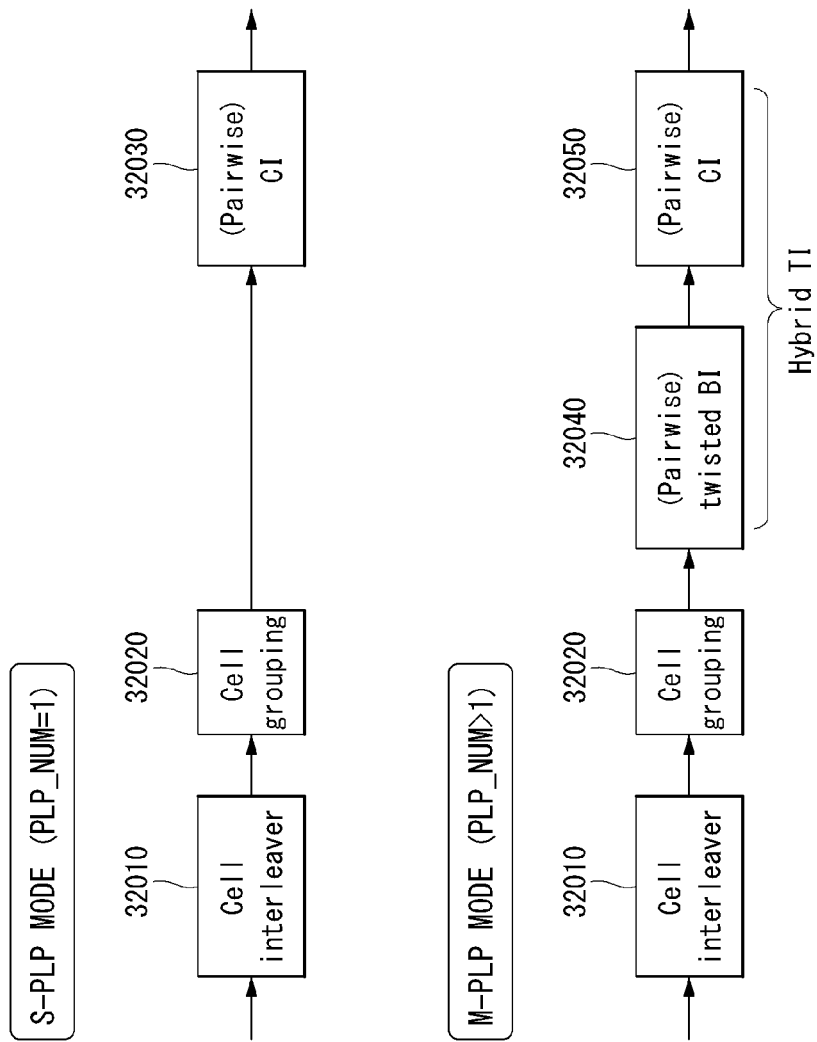 S-PLP MODE (PLP_NUM=1)
32010
Cell
interleaver
32020
Cell
grouping
32030
(Pairwise)
CI
M-PLP MODE (PLP_NUM>1)
32010
Cell
interleaver
32020
Cell
grouping
32040
(Pairwise)
twisted BI
32050
(Pairwise)
CI
Hybrid TI